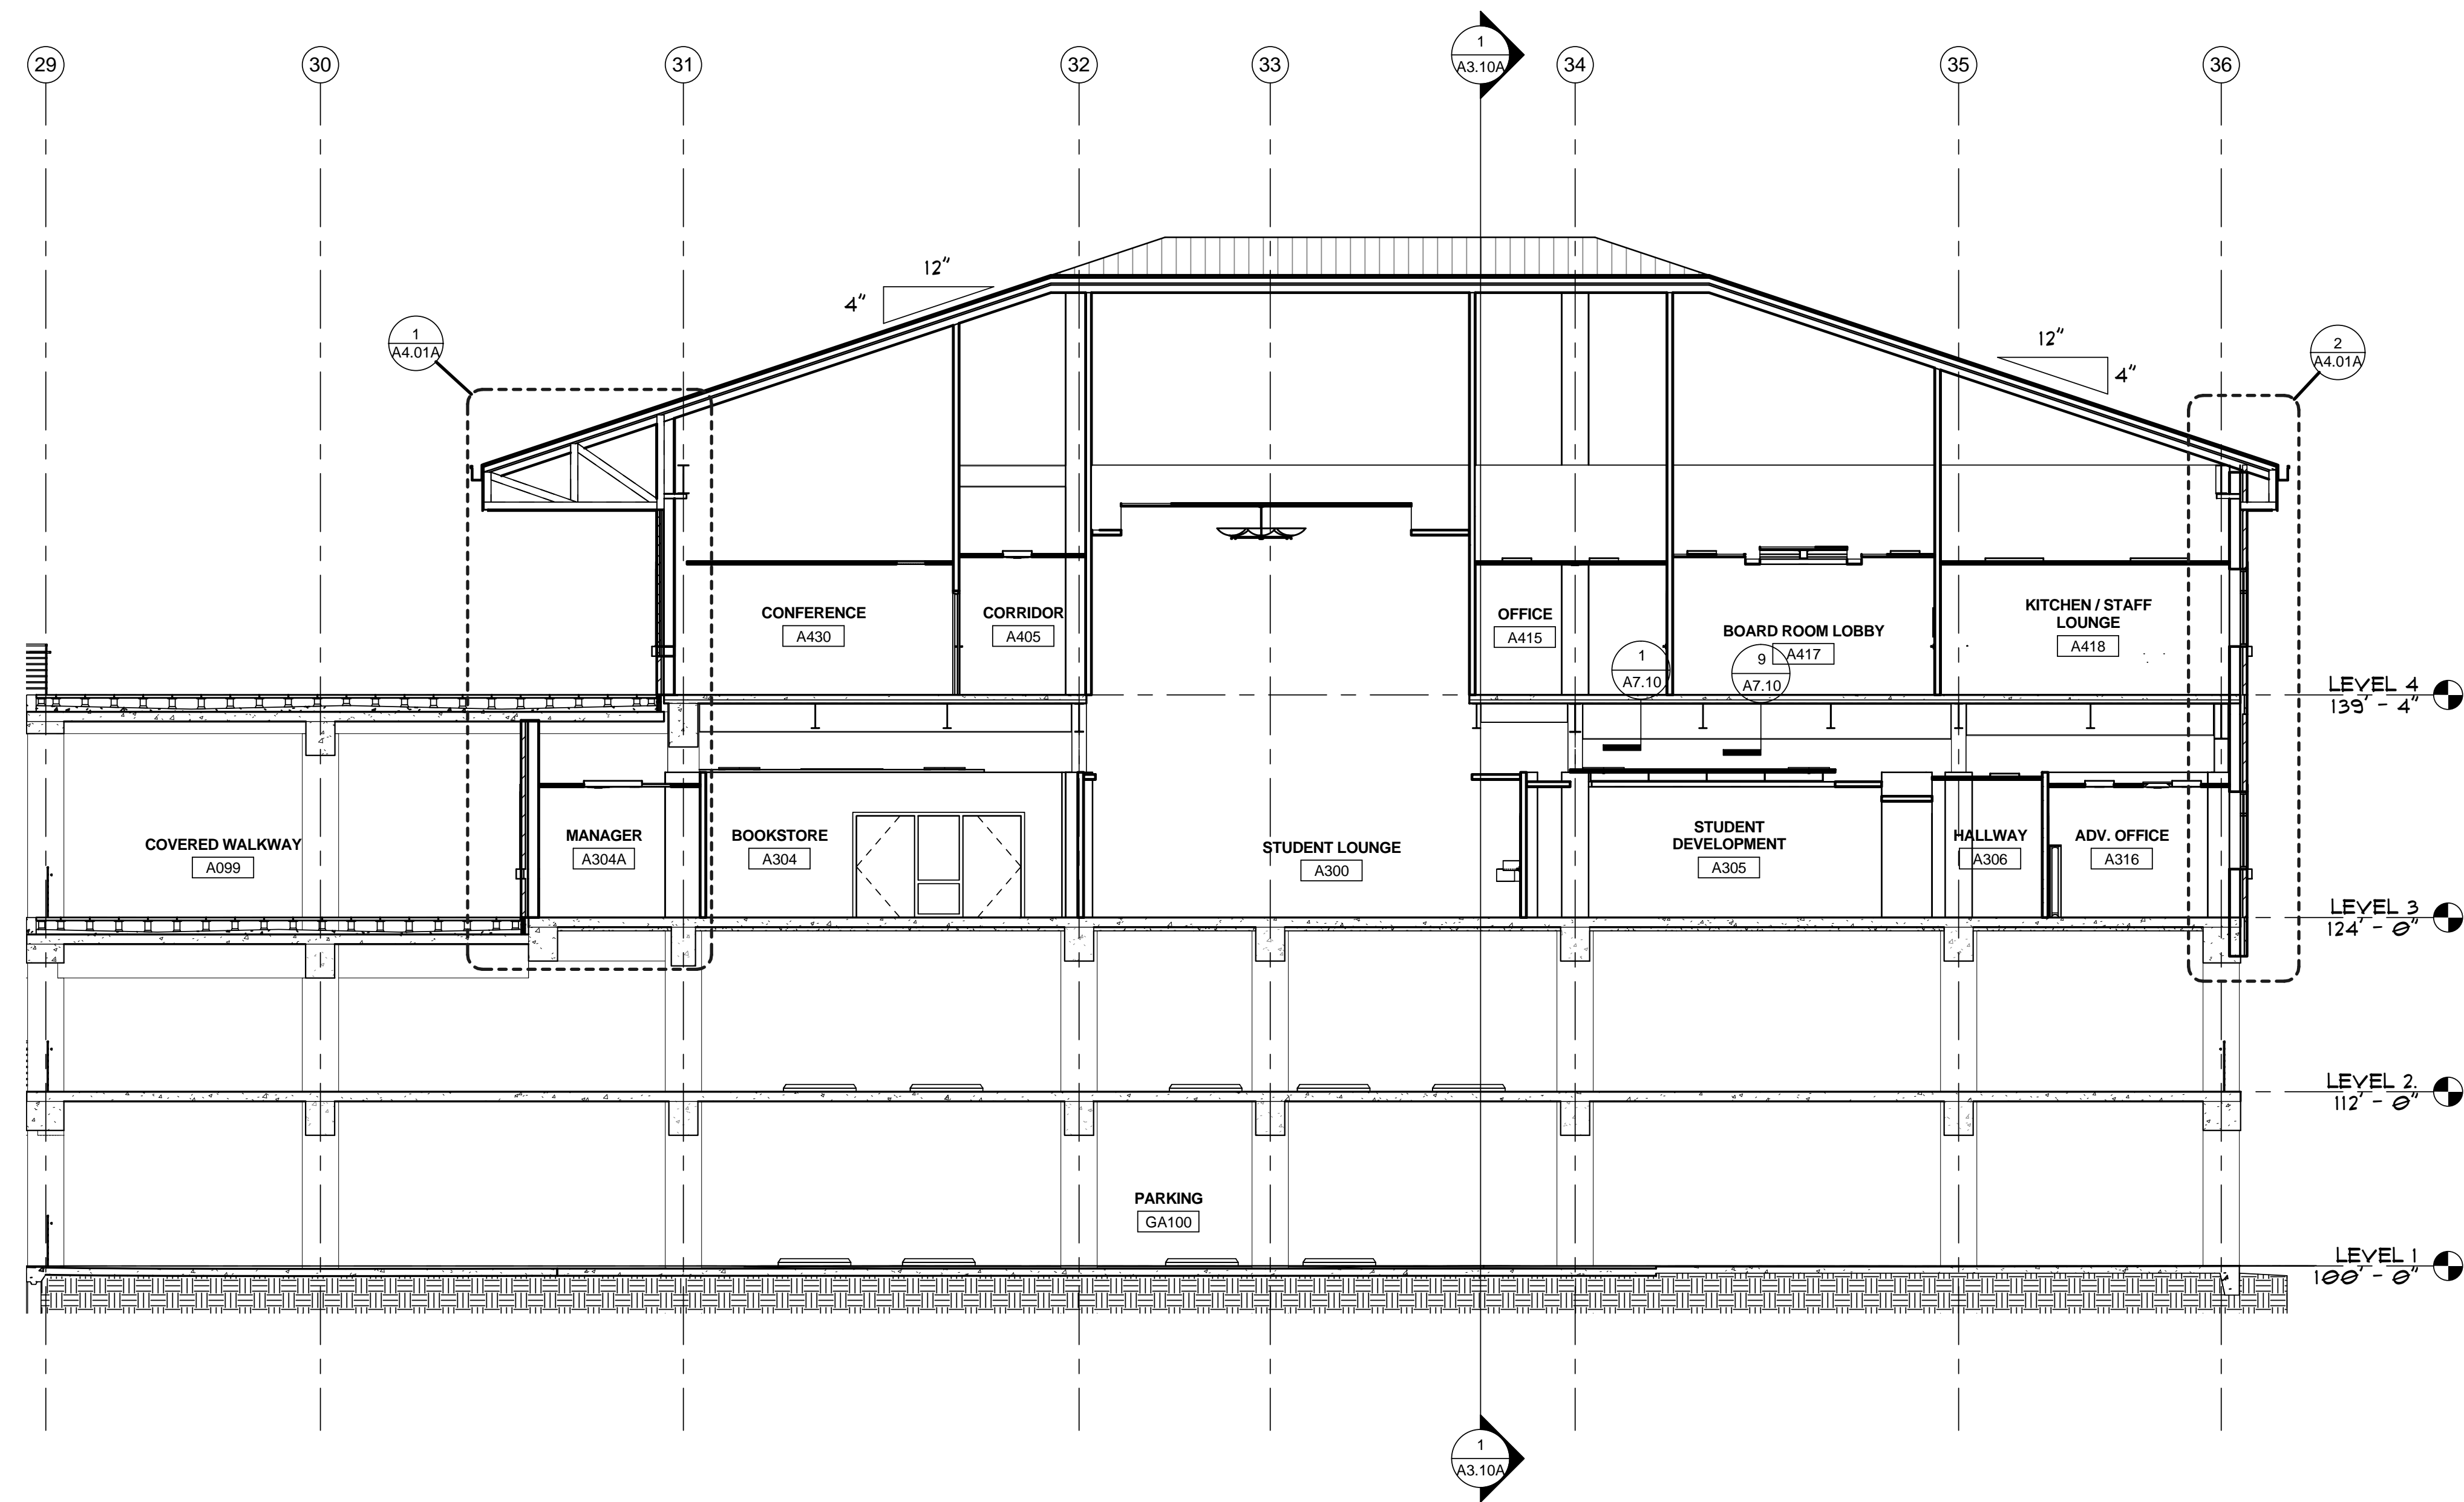 29
30
31
32
33
1
A3.10A
34
35
36
12"
4"
12"
4"
1
A4.01A
2
A4.01A
CONFERENCE
A430
CORRIDOR
A405
OFFICE
A415
BOARD ROOM LOBBY
A417
KITCHEN / STAFF
LOUNGE
A418
1
A7.10
9
A7.10
LEVEL 4
139' - 4"
COVERED WALKWAY
A099
MANAGER
A304A
BOOKSTORE
A304
STUDENT LOUNGE
A300
STUDENT
DEVELOPMENT
A305
HALLWAY
A306
ADV. OFFICE
A316
LEVEL 3
124' - 0"
LEVEL 2.
112' - 0"
PARKING
GA100
LEVEL 1
100' - 0"
1
A3.10A